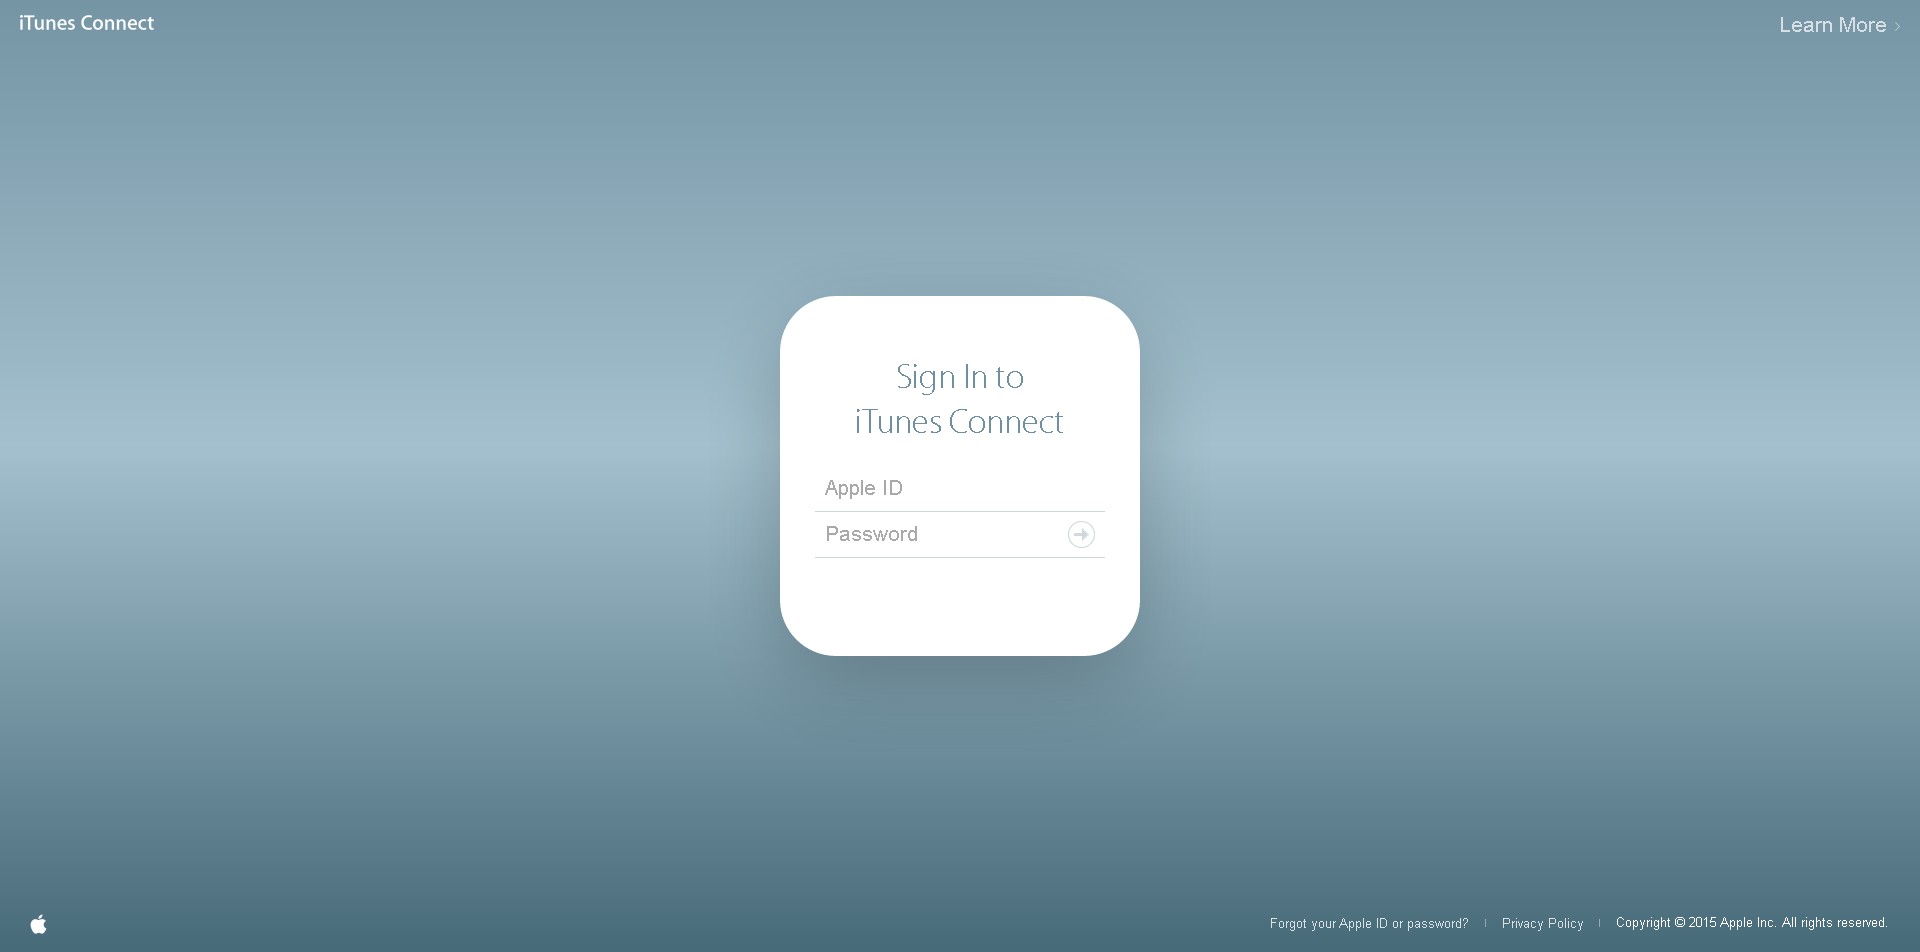 iTunes Connect
Learn More ›
Sign In to
iTunes Connect
Apple ID
Password
Forgot your Apple ID or password? | Privacy Policy | Copyright © 2015 Apple Inc. All rights reserved.